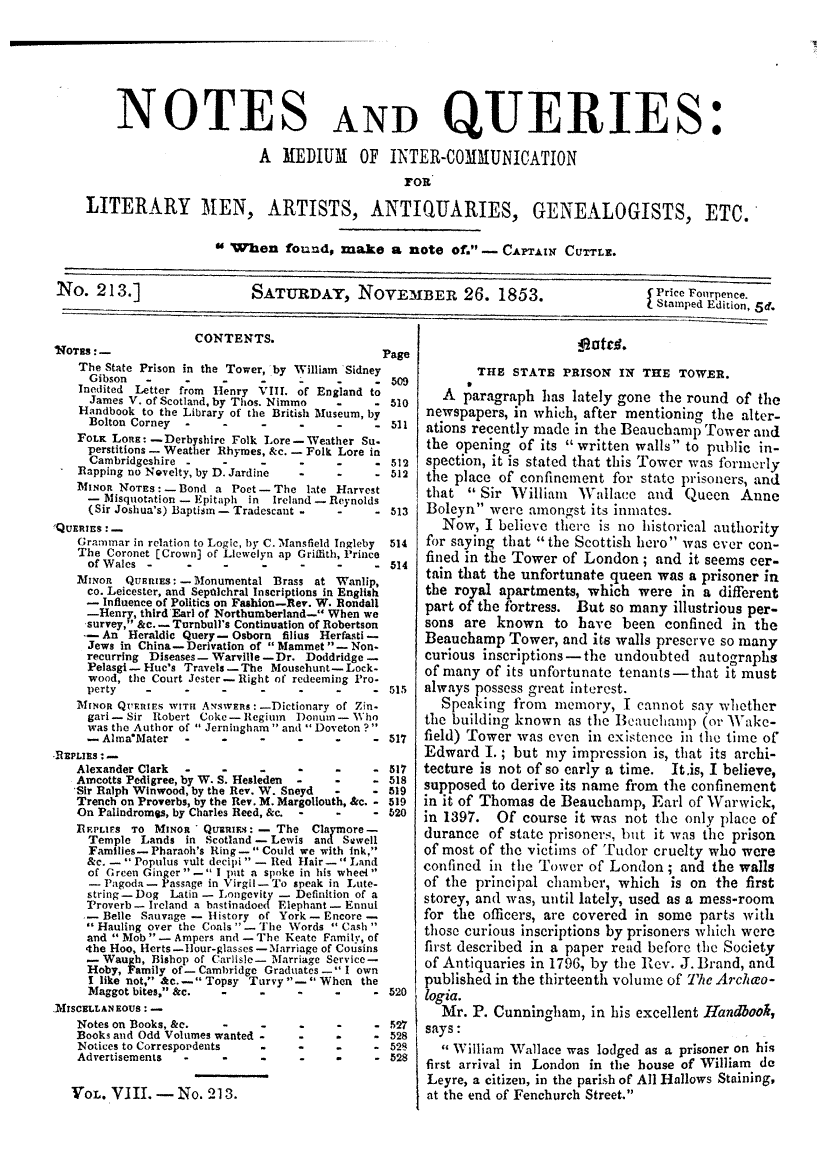 NOTES AND QUERIES:
A MEDIUM OF INTER-COMMUNICATION
FOR
LITERARY MEN, ARTISTS, ANTIQUARIES, GENEALOGISTS, ETC.
"When found, make a note of." — CAPTAIN CUTTLE.
No. 213.] SATURDAY, NOVEMBER 26. 1853. { Price Fourpence. Stamped Edition, 5d.
CONTENTS.
NOTES:— Page
The State Prison in the Tower, by William Sidney
Gibson - - - - - - - 509
Inedited Letter from Henry VIII. of England to
James V. of Scotland, by Thos. Nimmo - - 510
Handbook to the Library of the British Museum, by
Bolton Corney - - - - - - 511
FOLK LORE:—Derbyshire Folk Lore—Weather Su-
perstitions — Weather Rhymes, &c. — Folk Lore in
Cambridgeshire - - - - - - 512
Rapping no Novelty, by D. Jardine - - - 512
MINOR NOTES:—Bond a Poet—The late Harvest
— Misquotation — Epitaph in Ireland — Reynolds
(Sir Joshua's) Baptism — Tradescant - - - 513
QUERIES:—
Grammar in relation to Logic, by C. Mansfield Ingleby 514
The Coronet [Crown] of Llewelyn ap Griffith, Prince
of Wales - - - - - - - 514
MINOR QUERIES:—Monumental Brass at Wanlip,
co. Leicester, and Sepulchral Inscriptions in English
— Influence of Politics on Fashion—Rev. W. Rondall
—Henry, third Earl of Northumberland—"When we
survey," &c.—Turnbull's Continuation of Robertson
— An Heraldic Query— Osborn filius Herfasti —
Jews in China—Derivation of "Mammet"— Non-
recurring Diseases— Warville—Dr. Doddridge —
Pelasgi— Huc's Travels—The Mousehunt—Lock-
wood, the Court Jester — Right of redeeming Pro-
perty - - - - - - - 515
MINOR QUERIES WITH ANSWERS:—Dictionary of Zin-
gari — Sir Robert Coke — Regium Donum — Who
was the Author of "Jerningham" and "Doveton?"
— Alma Mater - - - - - - 517
REPLIES:—
Alexander Clark - - - - - - 517
Amcotts Pedigree, by W. S. Hesleden - - - 518
Sir Ralph Winwood, by the Rev. W. Sneyd - - 519
Trench on Proverbs, by the Rev. M. Margoliouth, &c. - 519
On Palindromes, by Charles Reed, &c. - - - 520
REPLIES TO MINOR QUERIES:— The Claymore—
Temple Lands in Scotland — Lewis and Sewell
Families—Pharaoh's Ring—"Could we with ink,"
&c. — "Populus vult decipi" — Red Hair — "Land
of Green Ginger"—"I put a spoke in his wheel"
— Pagoda — Passage in Virgil — To speak in Lute-
string—Dog Latin — Longevity — Definition of a
Proverb — Ireland a bastinadoed Elephant — Ennui
— Belle Sauvage — History of York — Encore —
"Hauling over the Coals"— The Words "Cash"
and "Mob"—Ampers and — The Keate Family, of
the Hoo, Herts—Hour-glasses—Marriage of Cousins
— Waugh, Bishop of Carlisle— Marriage Service—
Hoby, Family of— Cambridge Graduates—"I own
I like not," &c.—"Topsy Turvy"—"When the
Maggot bites," &c. - - - - - 520
MISCELLANEOUS:—
Notes on Books, &c. - - - - - 527
Books and Odd Volumes wanted - - - - 528
Notices to Correspondents - - - - 528
Advertisements - - - - - - 528
VOL. VIII. — No. 213.
Notes.
THE STATE PRISON IN THE TOWER.
A paragraph has lately gone the round of the
newspapers, in which, after mentioning the alter-
ations recently made in the Beauchamp Tower and
the opening of its "written walls" to public in-
spection, it is stated that this Tower was formerly
the place of confinement for state prisoners, and
that "Sir William Wallace and Queen Anne
Boleyn" were amongst its inmates.
Now, I believe there is no historical authority
for saying that "the Scottish hero" was ever con-
fined in the Tower of London; and it seems cer-
tain that the unfortunate queen was a prisoner in
the royal apartments, which were in a different
part of the fortress. But so many illustrious per-
sons are known to have been confined in the
Beauchamp Tower, and its walls preserve so many
curious inscriptions—the undoubted autographs
of many of its unfortunate tenants—that it must
always possess great interest.
Speaking from memory, I cannot say whether
the building known as the Beauchamp (or Wake-
field) Tower was even in existence in the time of
Edward I.; but my impression is, that its archi-
tecture is not of so early a time. It.is, I believe,
supposed to derive its name from the confinement
in it of Thomas de Beauchamp, Earl of Warwick,
in 1397. Of course it was not the only place of
durance of state prisoners, but it was the prison
of most of the victims of Tudor cruelty who were
confined in the Tower of London; and the walls
of the principal chamber, which is on the first
storey, and was, until lately, used as a mess-room
for the officers, are covered in some parts with
those curious inscriptions by prisoners which were
first described in a paper read before the Society
of Antiquaries in 1796, by the Rev. J. Brand, and
published in the thirteenth volume of The Archæo-
logia.
Mr. P. Cunningham, in his excellent Handbook,
says:
"William Wallace was lodged as a prisoner on his
first arrival in London in the house of William de
Leyre, a citizen, in the parish of All Hallows Staining,
at the end of Fenchurch Street."